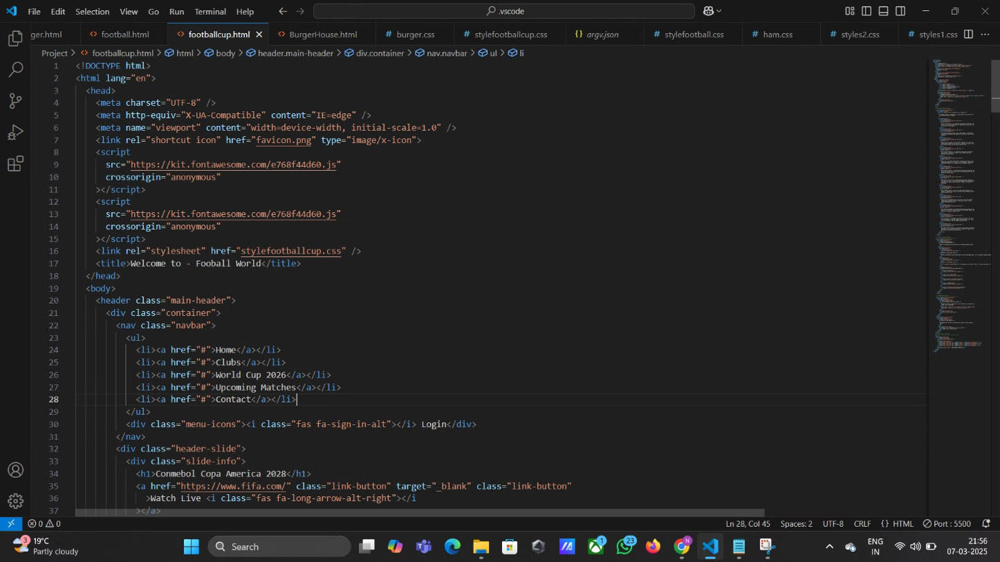 File Edit Selection View Go Run Terminal Help .vscode
ger.html football.html footballcup.html BurgerHouse.html burger.css stylefootballcup.css argv.json stylefootball.css ham.css styles2.css styles1.css
Project > footballcup.html > html > body > header.main-header > div.container > nav.navbar > ul > li
1 <!DOCTYPE html>
2 <html lang="en">
3 <head>
4 <meta charset="UTF-8" />
5 <meta http-equiv="X-UA-Compatible" content="IE=edge" />
6 <meta name="viewport" content="width=device-width, initial-scale=1.0" />
7 <link rel="shortcut icon" href="favicon.png" type="image/x-icon">
8 <script
9 src="https://kit.fontawesome.com/e768f44d60.js"
10 crossorigin="anonymous"
11 ></script>
12 <script
13 src="https://kit.fontawesome.com/e768f44d60.js"
14 crossorigin="anonymous"
15 ></script>
16 <link rel="stylesheet" href="stylefootballcup.css" />
17 <title>Welcome to - Fooball World</title>
18 </head>
19 <body>
20 <header class="main-header">
21 <div class="container">
22 <nav class="navbar">
23 <ul>
24 <li><a href="#">Home</a></li>
25 <li><a href="#">Clubs</a></li>
26 <li><a href="#">World Cup 2026</a></li>
27 <li><a href="#">Upcoming Matches</a></li>
28 <li><a href="#">Contact</a></li>
29 </ul>
30 <div class="menu-icons"><i class="fas fa-sign-in-alt"></i> Login</div>
31 </nav>
32 <div class="header-slide">
33 <div class="slide-info">
34 <h1>Conmebol Copa America 2028</h1>
35 <a href="https://www.fifa.com/" class="link-button" target="_blank" class="link-button"
36 >Watch Live <i class="fas fa-long-arrow-alt-right"></i
37 ></a>
0 0 Ln 28, Col 45 Spaces: 2 UTF-8 CRLF {} HTML Port : 5500
3 19°C Search 1 23 N ENG 21:56
Partly cloudy IN 07-03-2025